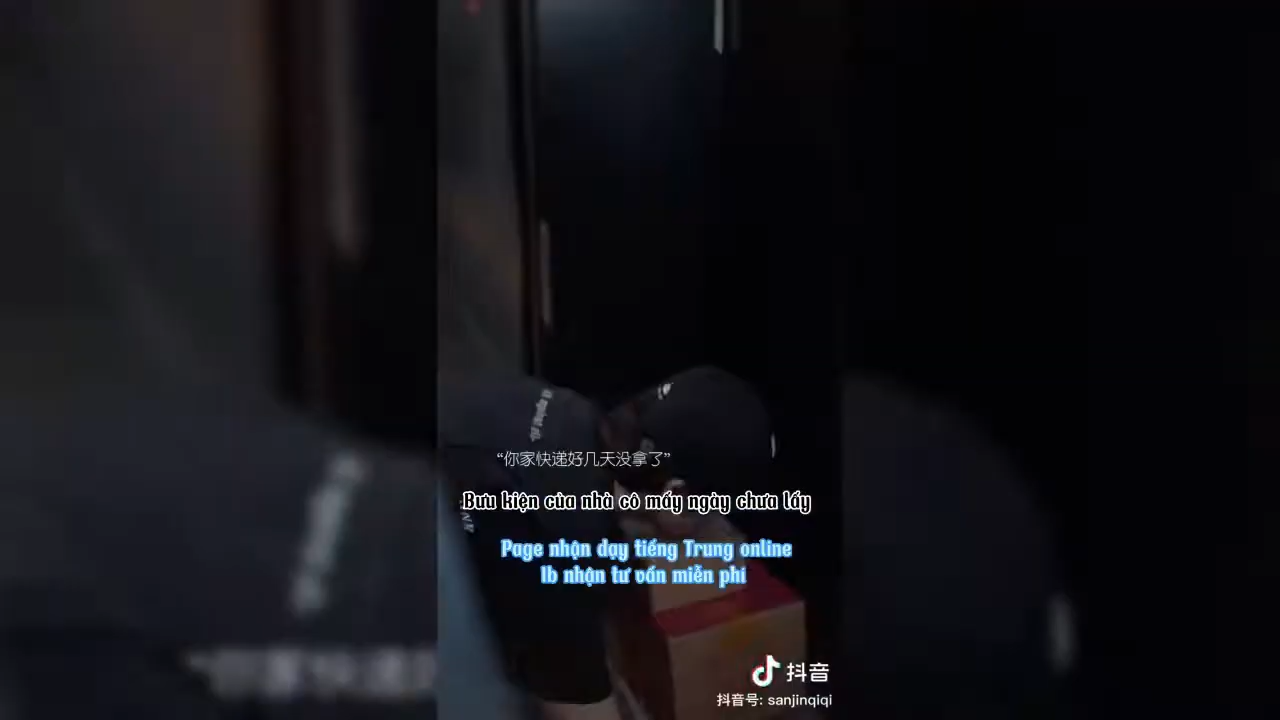 “你家快递好几天没拿了”
Bưu kiện của nhà cô mấy ngày chưa lấy
Page nhận dạy tiếng Trung online
Ib nhận tư vấn miễn phí
抖音
抖音号: sanjinqiqi